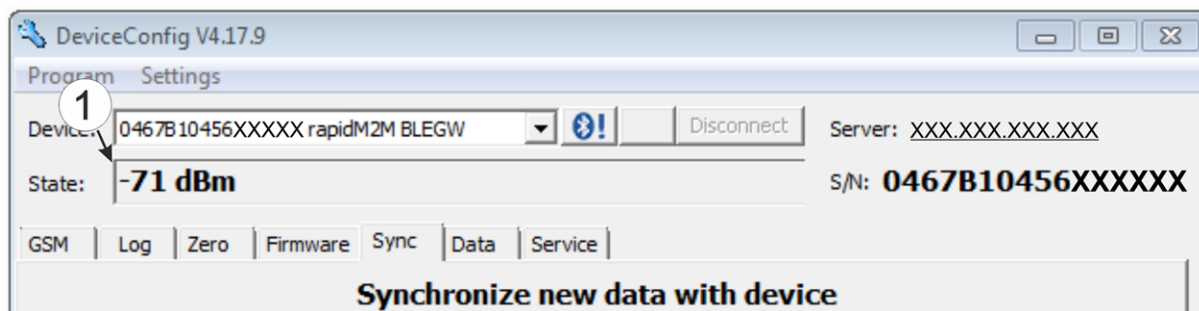 DeviceConfig V4.17.9
Program Settings
1
Device: 0467B10456XXXXX rapidM2M BLEGW Disconnect Server: XXX.XXX.XXX.XXX
State: -71 dBm S/N: 0467B10456XXXXXX
GSM Log Zero Firmware Sync Data Service
Synchronize new data with device